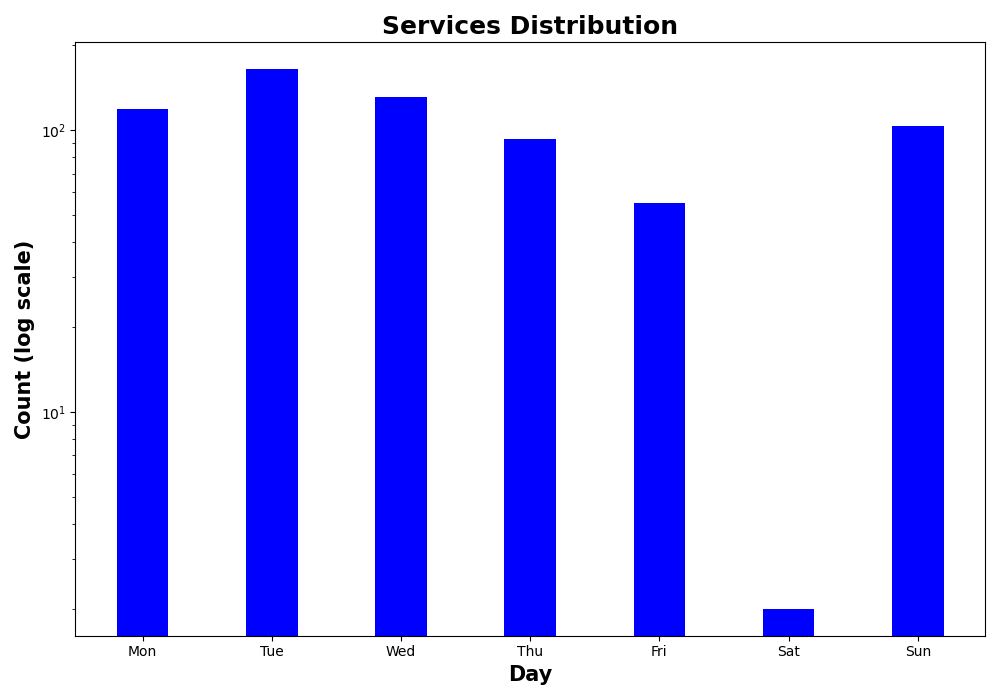 Services Distribution
Count (log scale)
10²
10¹
Mon Tue Wed Thu Fri Sat Sun
Day